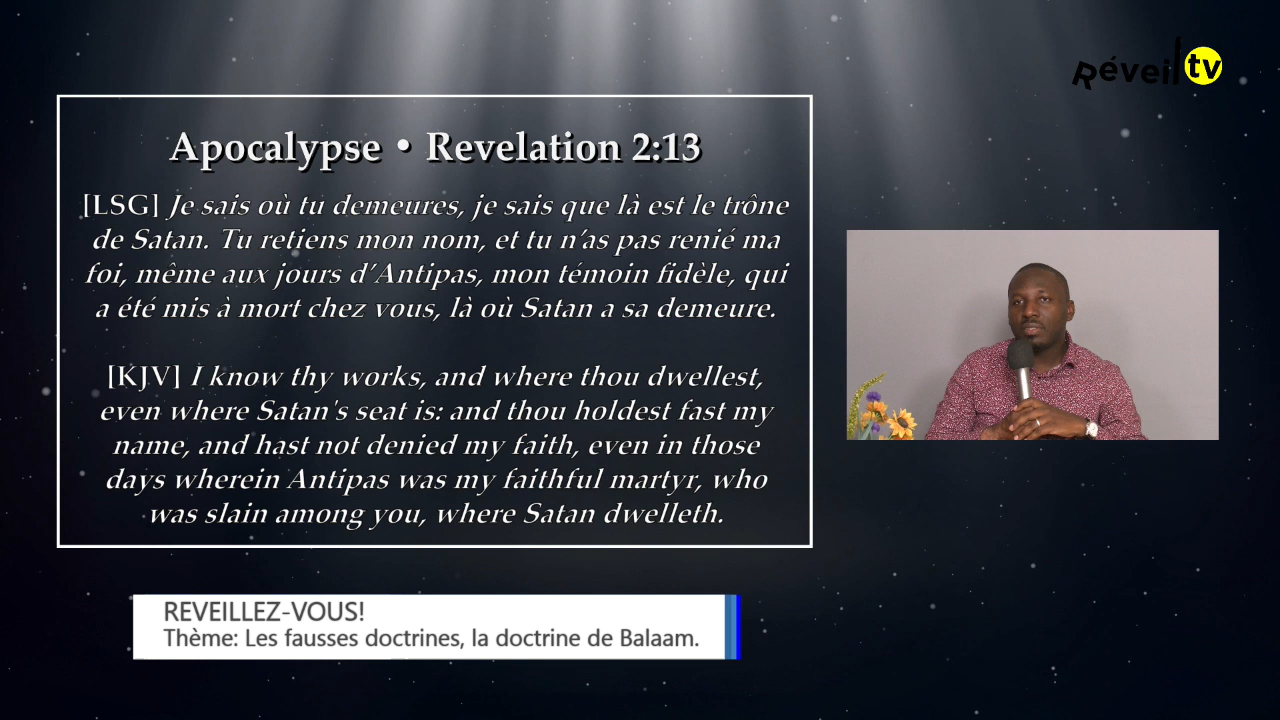 Réveil tv
Apocalypse • Revelation 2:13
[LSG] Je sais où tu demeures, je sais que là est le trône
de Satan. Tu retiens mon nom, et tu n’as pas renié ma
foi, même aux jours d’Antipas, mon témoin fidèle, qui
a été mis à mort chez vous, là où Satan a sa demeure.
[KJV] I know thy works, and where thou dwellest,
even where Satan's seat is: and thou holdest fast my
name, and hast not denied my faith, even in those
days wherein Antipas was my faithful martyr, who
was slain among you, where Satan dwelleth.
REVEILLEZ-VOUS!
Thème: Les fausses doctrines, la doctrine de Balaam.